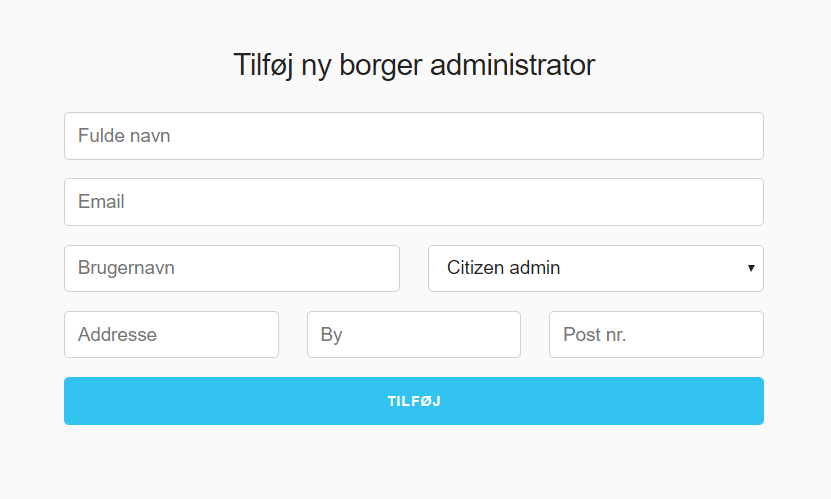 Tilføj ny borger administrator
Fulde navn
Email
Brugernavn
Citizen admin
Addresse
By
Post nr.
TILFØJ